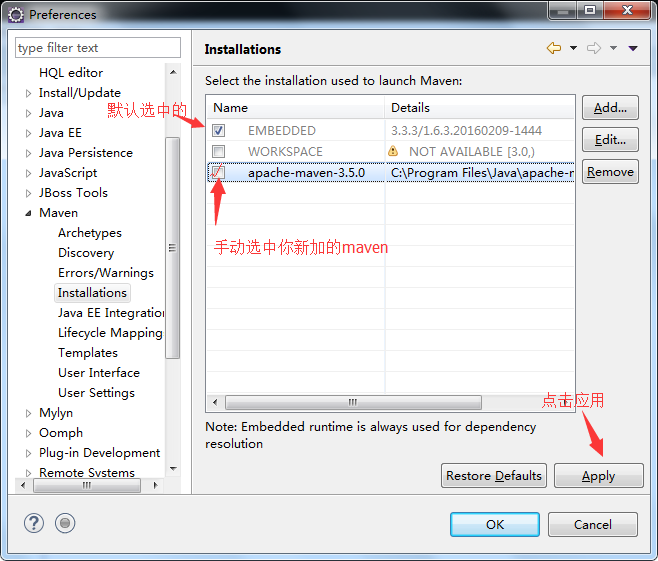 Preferences
type filter text
HQL editor
Install/Update
Java
Java EE
Java Persistence
JavaScript
JBoss Tools
Maven
Archetypes
Discovery
Errors/Warnings
Installations
Java EE Integration
Lifecycle Mapping
Templates
User Interface
User Settings
Mylyn
Oomph
Plug-in Development
Remote Systems
Installations
Select the installation used to launch Maven:
Name Details
默认选中的
EMBEDDED 3.3.3/1.6.3.20160209-1444
WORKSPACE NOT AVAILABLE [3.0,)
apache-maven-3.5.0 C:\Program Files\Java\apache-m
手动选中你新加的maven
Add...
Edit...
Remove
点击应用
Note: Embedded runtime is always used for dependency
resolution
Restore Defaults Apply
OK Cancel